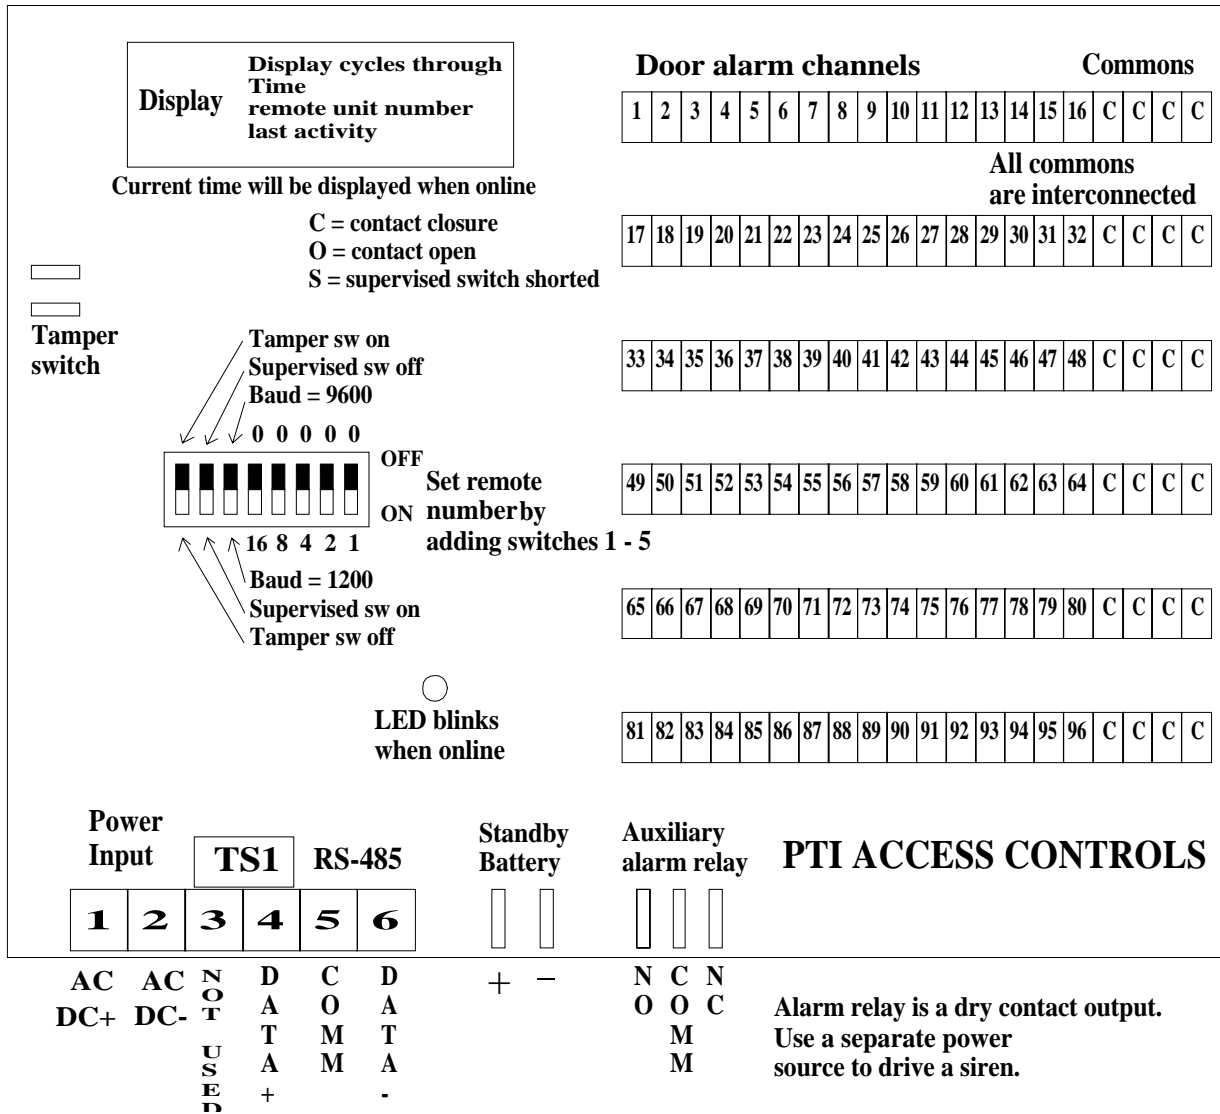 Display
Display cycles through
Time
remote unit number
last activity
Current time will be displayed when online
C = contact closure
O = contact open
S = supervised switch shorted
Tamper
switch
Tamper sw on
Supervised sw off
Baud = 9600
0 0 0 0 0
OFF
ON
16 8 4 2 1
Set remote
number by
adding switches 1 - 5
Baud = 1200
Supervised sw on
Tamper sw off
LED blinks
when online
Door alarm channels Commons
1 2 3 4 5 6 7 8 9 10 11 12 13 14 15 16 C C C C
All commons
are interconnected
17 18 19 20 21 22 23 24 25 26 27 28 29 30 31 32 C C C C
33 34 35 36 37 38 39 40 41 42 43 44 45 46 47 48 C C C C
49 50 51 52 53 54 55 56 57 58 59 60 61 62 63 64 C C C C
65 66 67 68 69 70 71 72 73 74 75 76 77 78 79 80 C C C C
81 82 83 84 85 86 87 88 89 90 91 92 93 94 95 96 C C C C
Power
Input
TS1
RS-485
1 2 3 4 5 6
AC
DC+
AC
DC-
NOT USED
DATA +
COMM
DATA -
Standby
Battery
+ −
Auxiliary
alarm relay
NO
COMM
NC
PTI ACCESS CONTROLS
Alarm relay is a dry contact output.
Use a separate power
source to drive a siren.